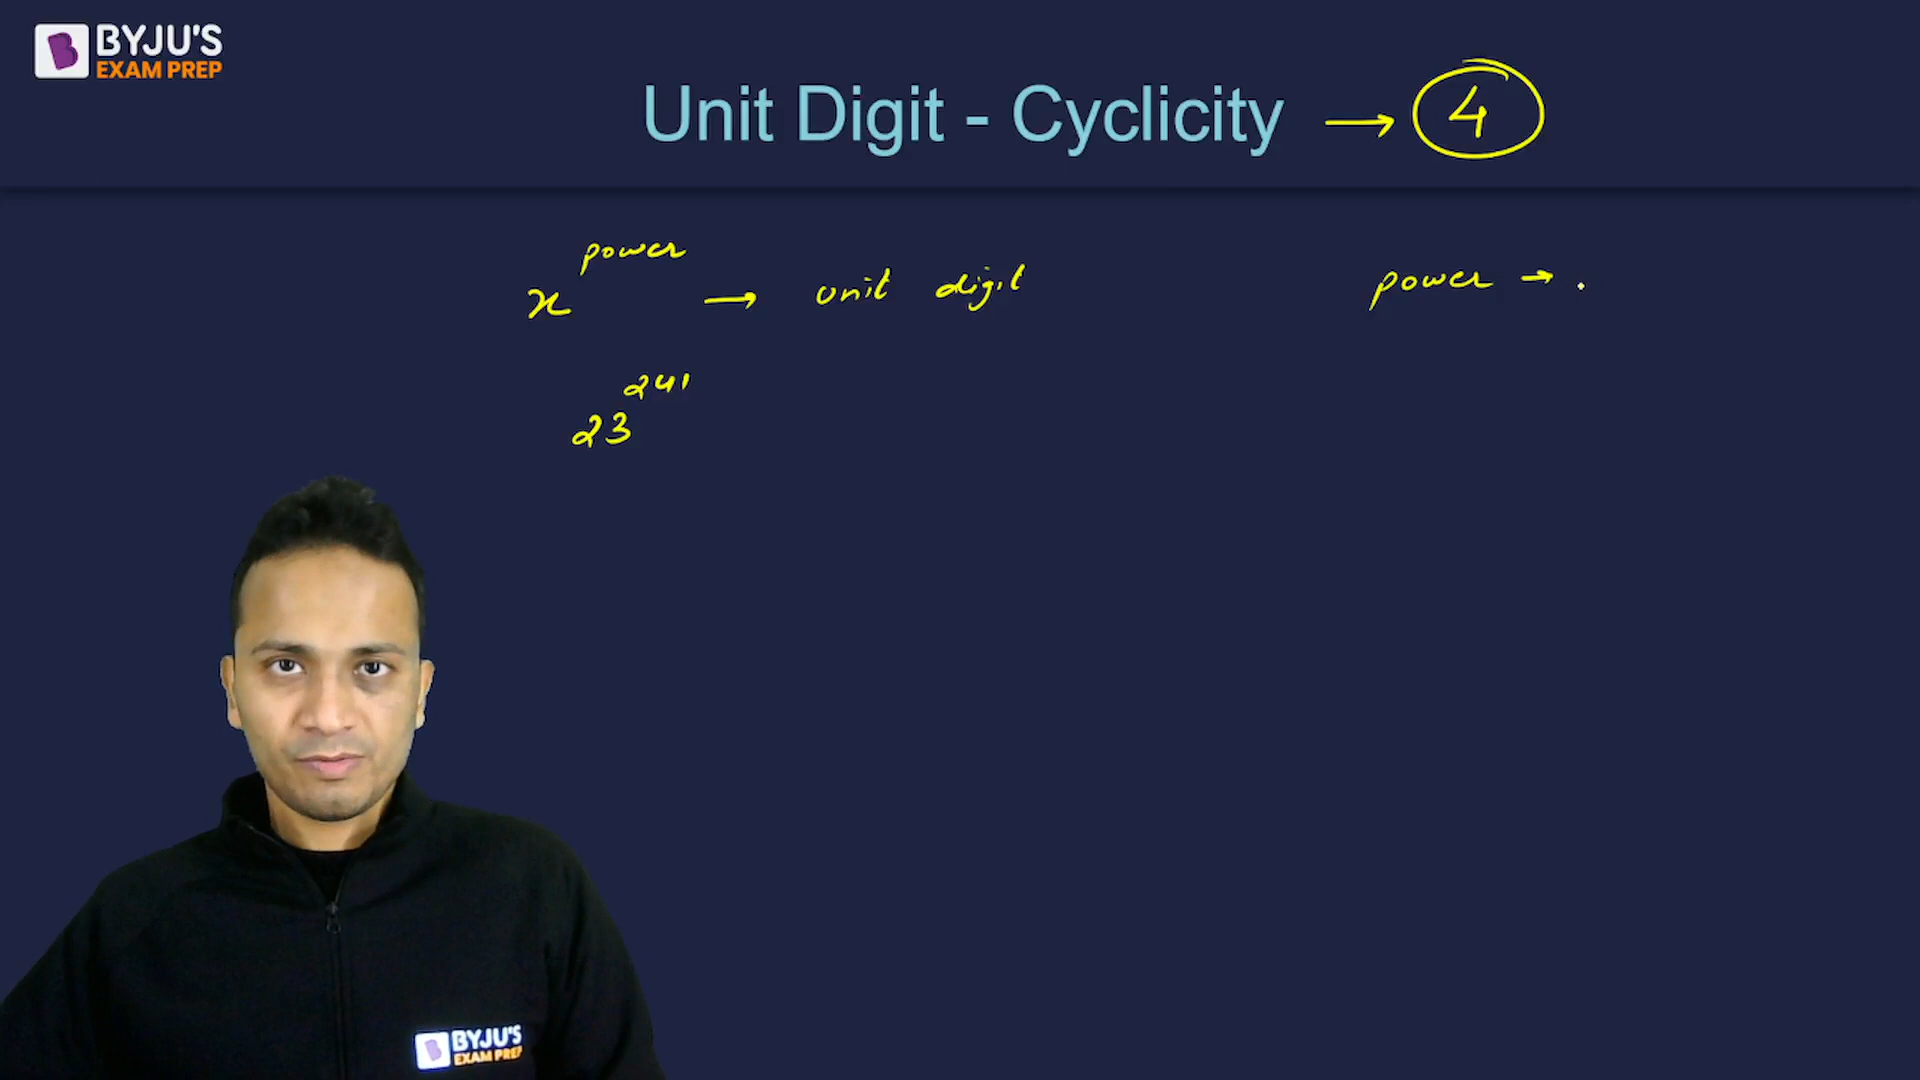 BYJU'S
EXAM PREP
Unit Digit - Cyclicity → 4
x^power → unit digit
power → .
23^241
BYJU'S
EXAM PREP